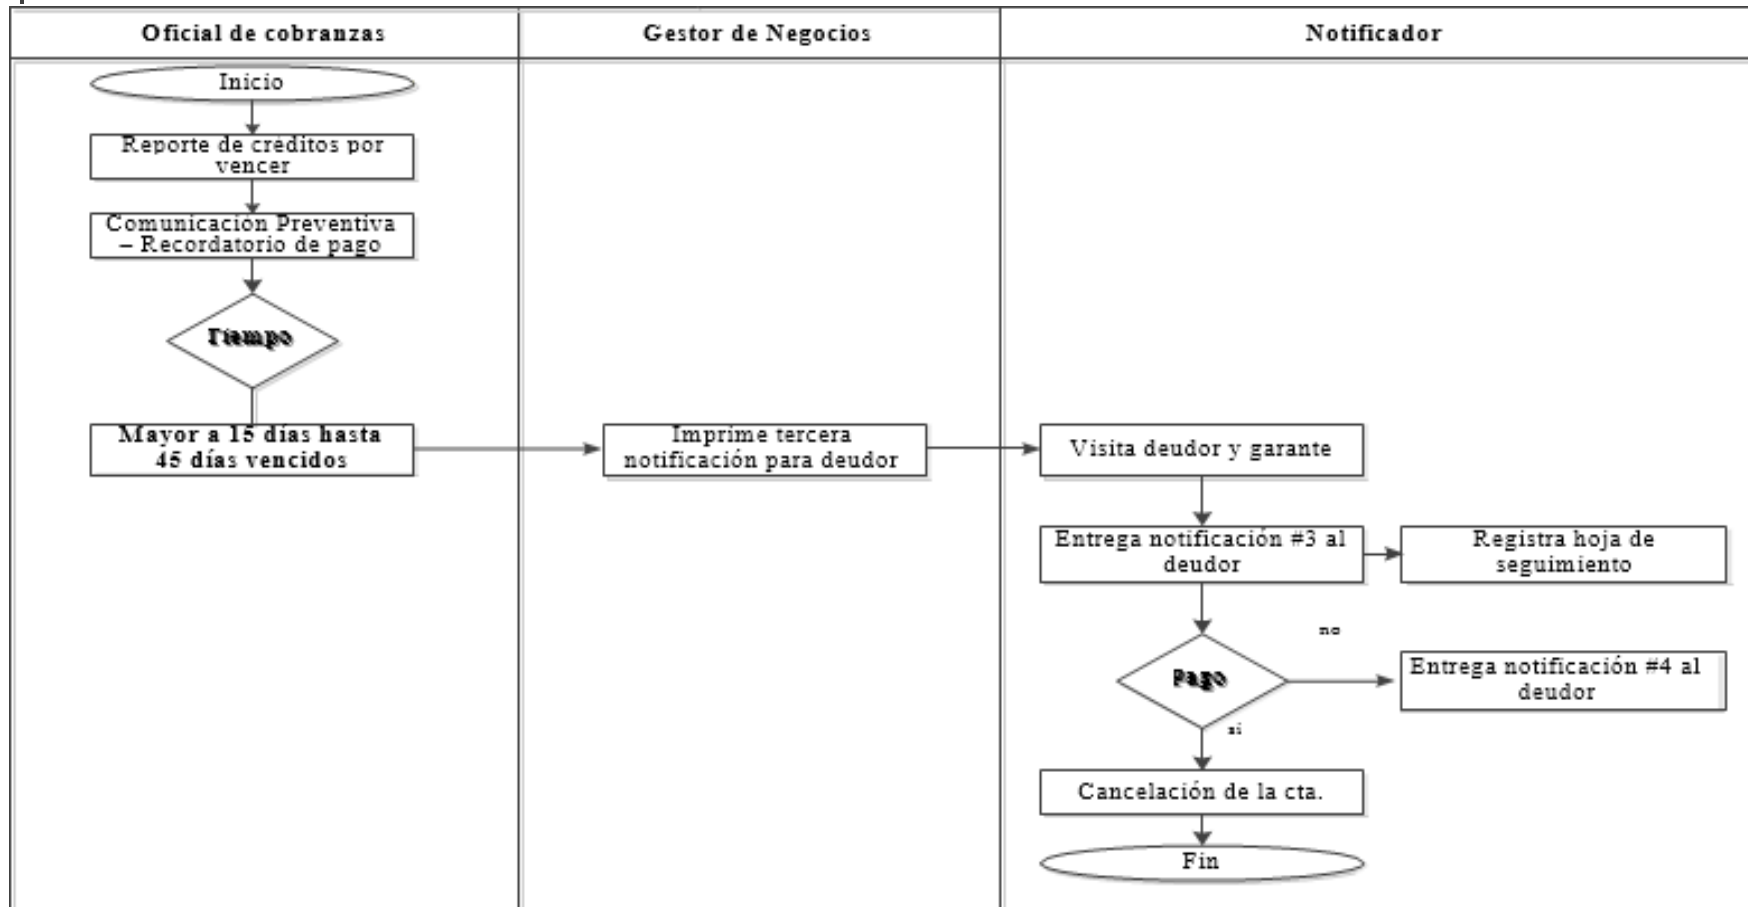 Oficial de cobranzas
Gestor de Negocios
Notificador
Inicio
Reporte de créditos por
vencer
Comunicación Preventiva
– Recordatorio de pago
Tiempo
Mayor a 15 días hasta
45 días vencidos
Imprime tercera
notificación para deudor
Visita deudor y garante
Entrega notificación #3 al
deudor
Registra hoja de
seguimiento
no
Pago
Entrega notificación #4 al
deudor
si
Cancelación de la cta.
Fin